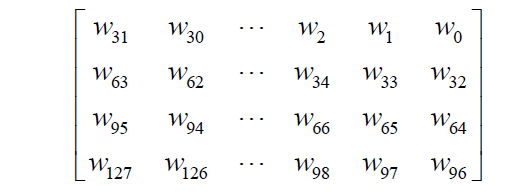 w₃₁ w₃₀ ⋯ w₂ w₁ w₀
w₆₃ w₆₂ ⋯ w₃₄ w₃₃ w₃₂
w₉₅ w₉₄ ⋯ w₆₆ w₆₅ w₆₄
w₁₂₇ w₁₂₆ ⋯ w₉₈ w₉₇ w₉₆